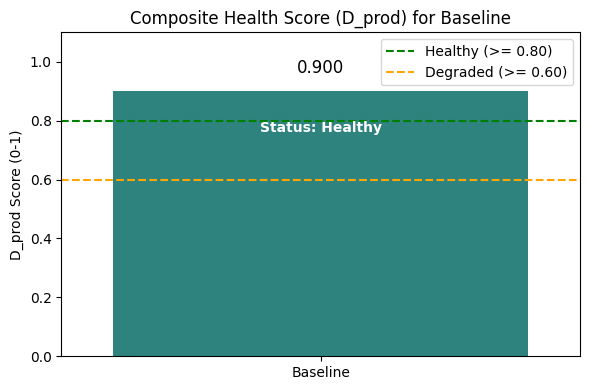 Composite Health Score (D_prod) for Baseline
Healthy (>= 0.80)
Degraded (>= 0.60)
0.900
Status: Healthy
D_prod Score (0-1)
1.0
0.8
0.6
0.4
0.2
0.0
Baseline